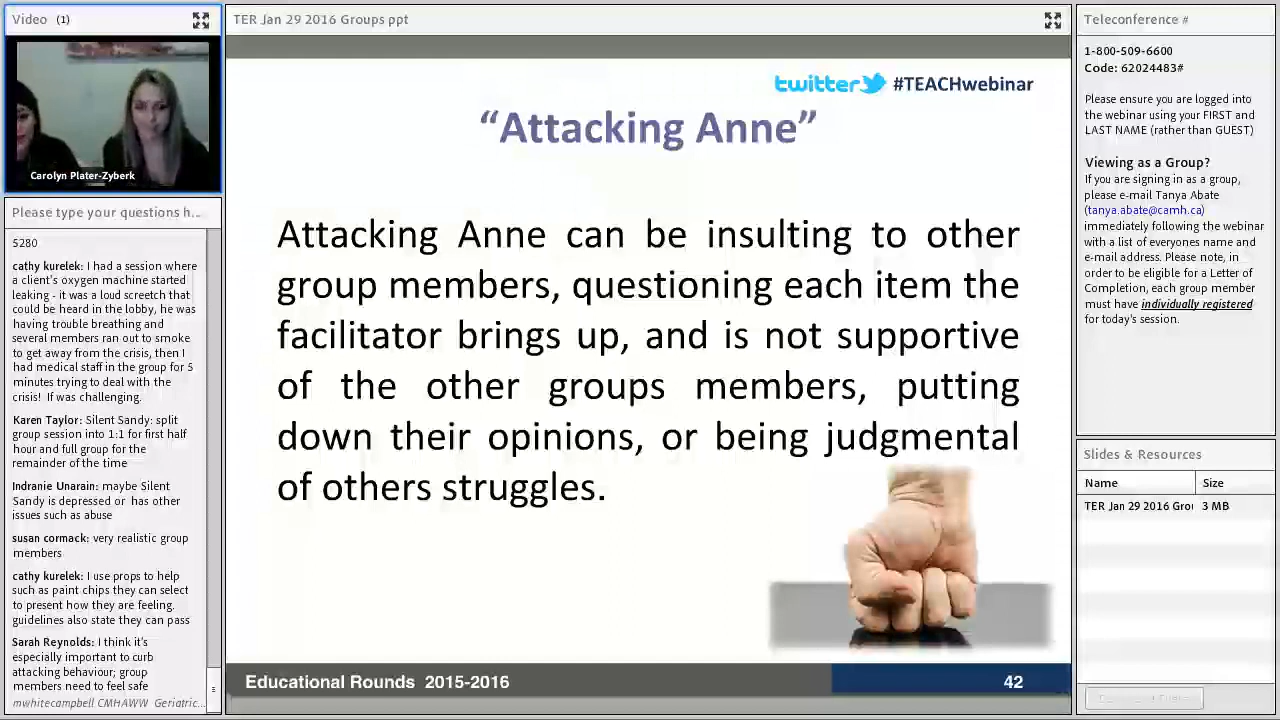 Video (1)
Carolyn Plater-Zyberk
Please type your questions h...
5280
cathy kurelek: I had a session where
a client's oxygen machine started
leaking - it was a loud screetch that
could be heard in the lobby, he was
having trouble breathing and
several members ran out to smoke
to get away from the crisis, then I
had medical staff in the group for 5
minutes trying to deal with the
crisis! If was challenging.
Karen Taylor: Silent Sandy: split
group session into 1:1 for first half
hour and full group for the
remainder of the time
Indranie Unarain: maybe Silent
Sandy is depressed or has other
issues such as abuse
susan cormack: very realistic group
members
cathy kurelek: I use props to help
such as paint chips they can select
to present how they are feeling.
guidelines also state they can pass
Sarah Reynolds: I think it's
especially important to curb
attacking behaviour; group
members need to feel safe
mwhitecampbell CMHAWW Geriatric...
TER Jan 29 2016 Groups ppt
twitter #TEACHwebinar
“Attacking Anne”
Attacking Anne can be insulting to other
group members, questioning each item the
facilitator brings up, and is not supportive
of the other groups members, putting
down their opinions, or being judgmental
of others struggles.
Educational Rounds 2015-2016
42
Teleconference #
1-800-509-6600
Code: 62024483#
Please ensure you are logged into
the webinar using your FIRST and
LAST NAME (rather than GUEST)
Viewing as a Group?
If you are signing in as a group,
please e-mail Tanya Abate
(tanya.abate@camh.ca)
immediately following the webinar
with a list of everyones name and
e-mail address. Please note, in
order to be eligible for a Letter of
Completion, each group member
must have individually registered
for today's session.
Slides & Resources
Name Size
TER Jan 29 2016 Grou 3 MB